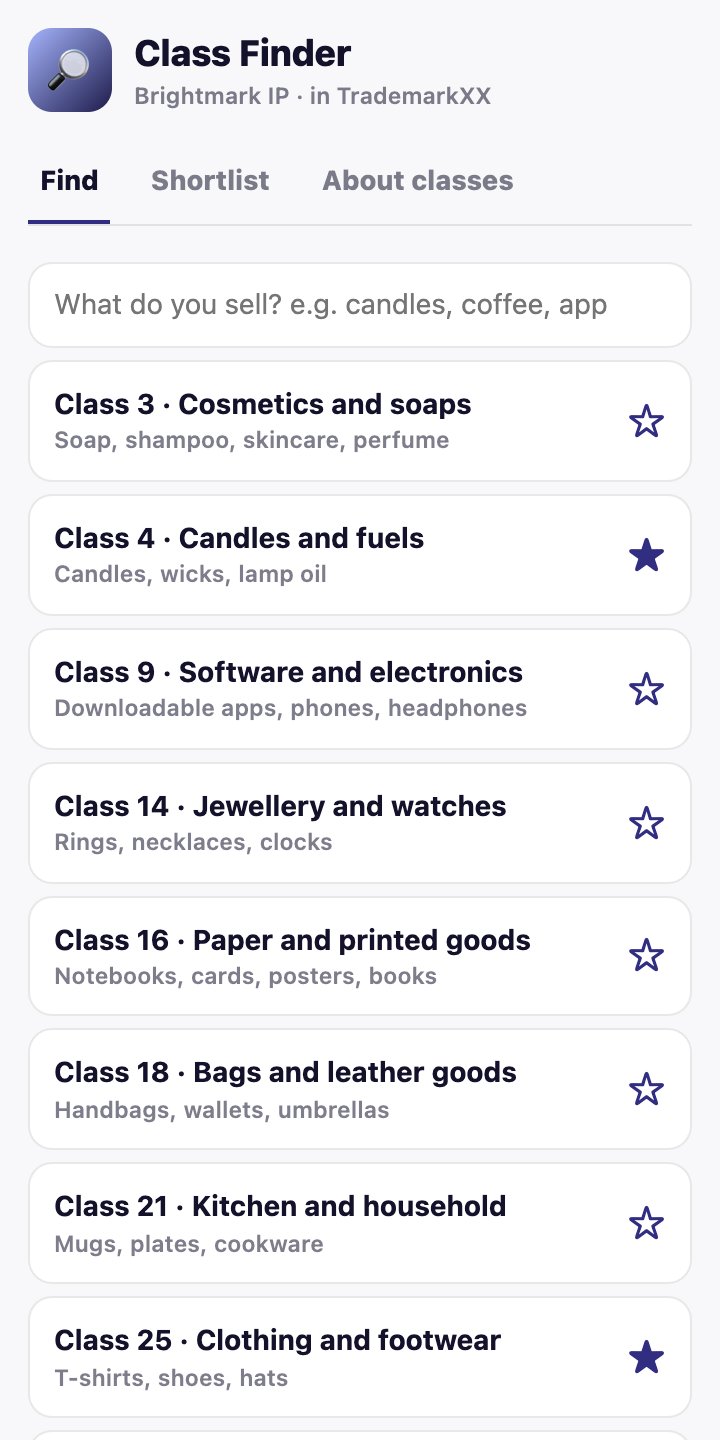 Class Finder
Brightmark IP · in TrademarkXX
Find Shortlist About classes
What do you sell? e.g. candles, coffee, app
Class 3 · Cosmetics and soaps
Soap, shampoo, skincare, perfume
Class 4 · Candles and fuels
Candles, wicks, lamp oil
Class 9 · Software and electronics
Downloadable apps, phones, headphones
Class 14 · Jewellery and watches
Rings, necklaces, clocks
Class 16 · Paper and printed goods
Notebooks, cards, posters, books
Class 18 · Bags and leather goods
Handbags, wallets, umbrellas
Class 21 · Kitchen and household
Mugs, plates, cookware
Class 25 · Clothing and footwear
T-shirts, shoes, hats